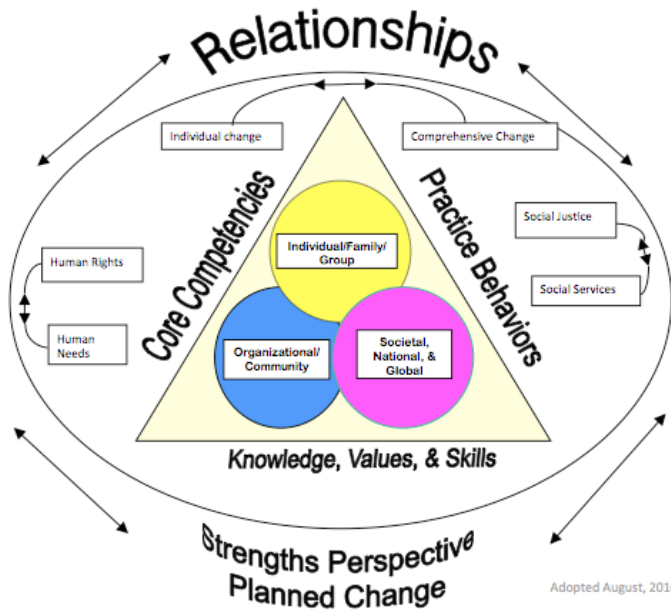 Relationships
Individual change
Comprehensive Change
Core Competencies
Practice Behaviors
Human Rights
Human
Needs
Social Justice
Social Services
Individual/Family/
Group
Organizational/
Community
Societal,
National, &
Global
Knowledge, Values, & Skills
Strengths Perspective
Planned Change
Adopted August,